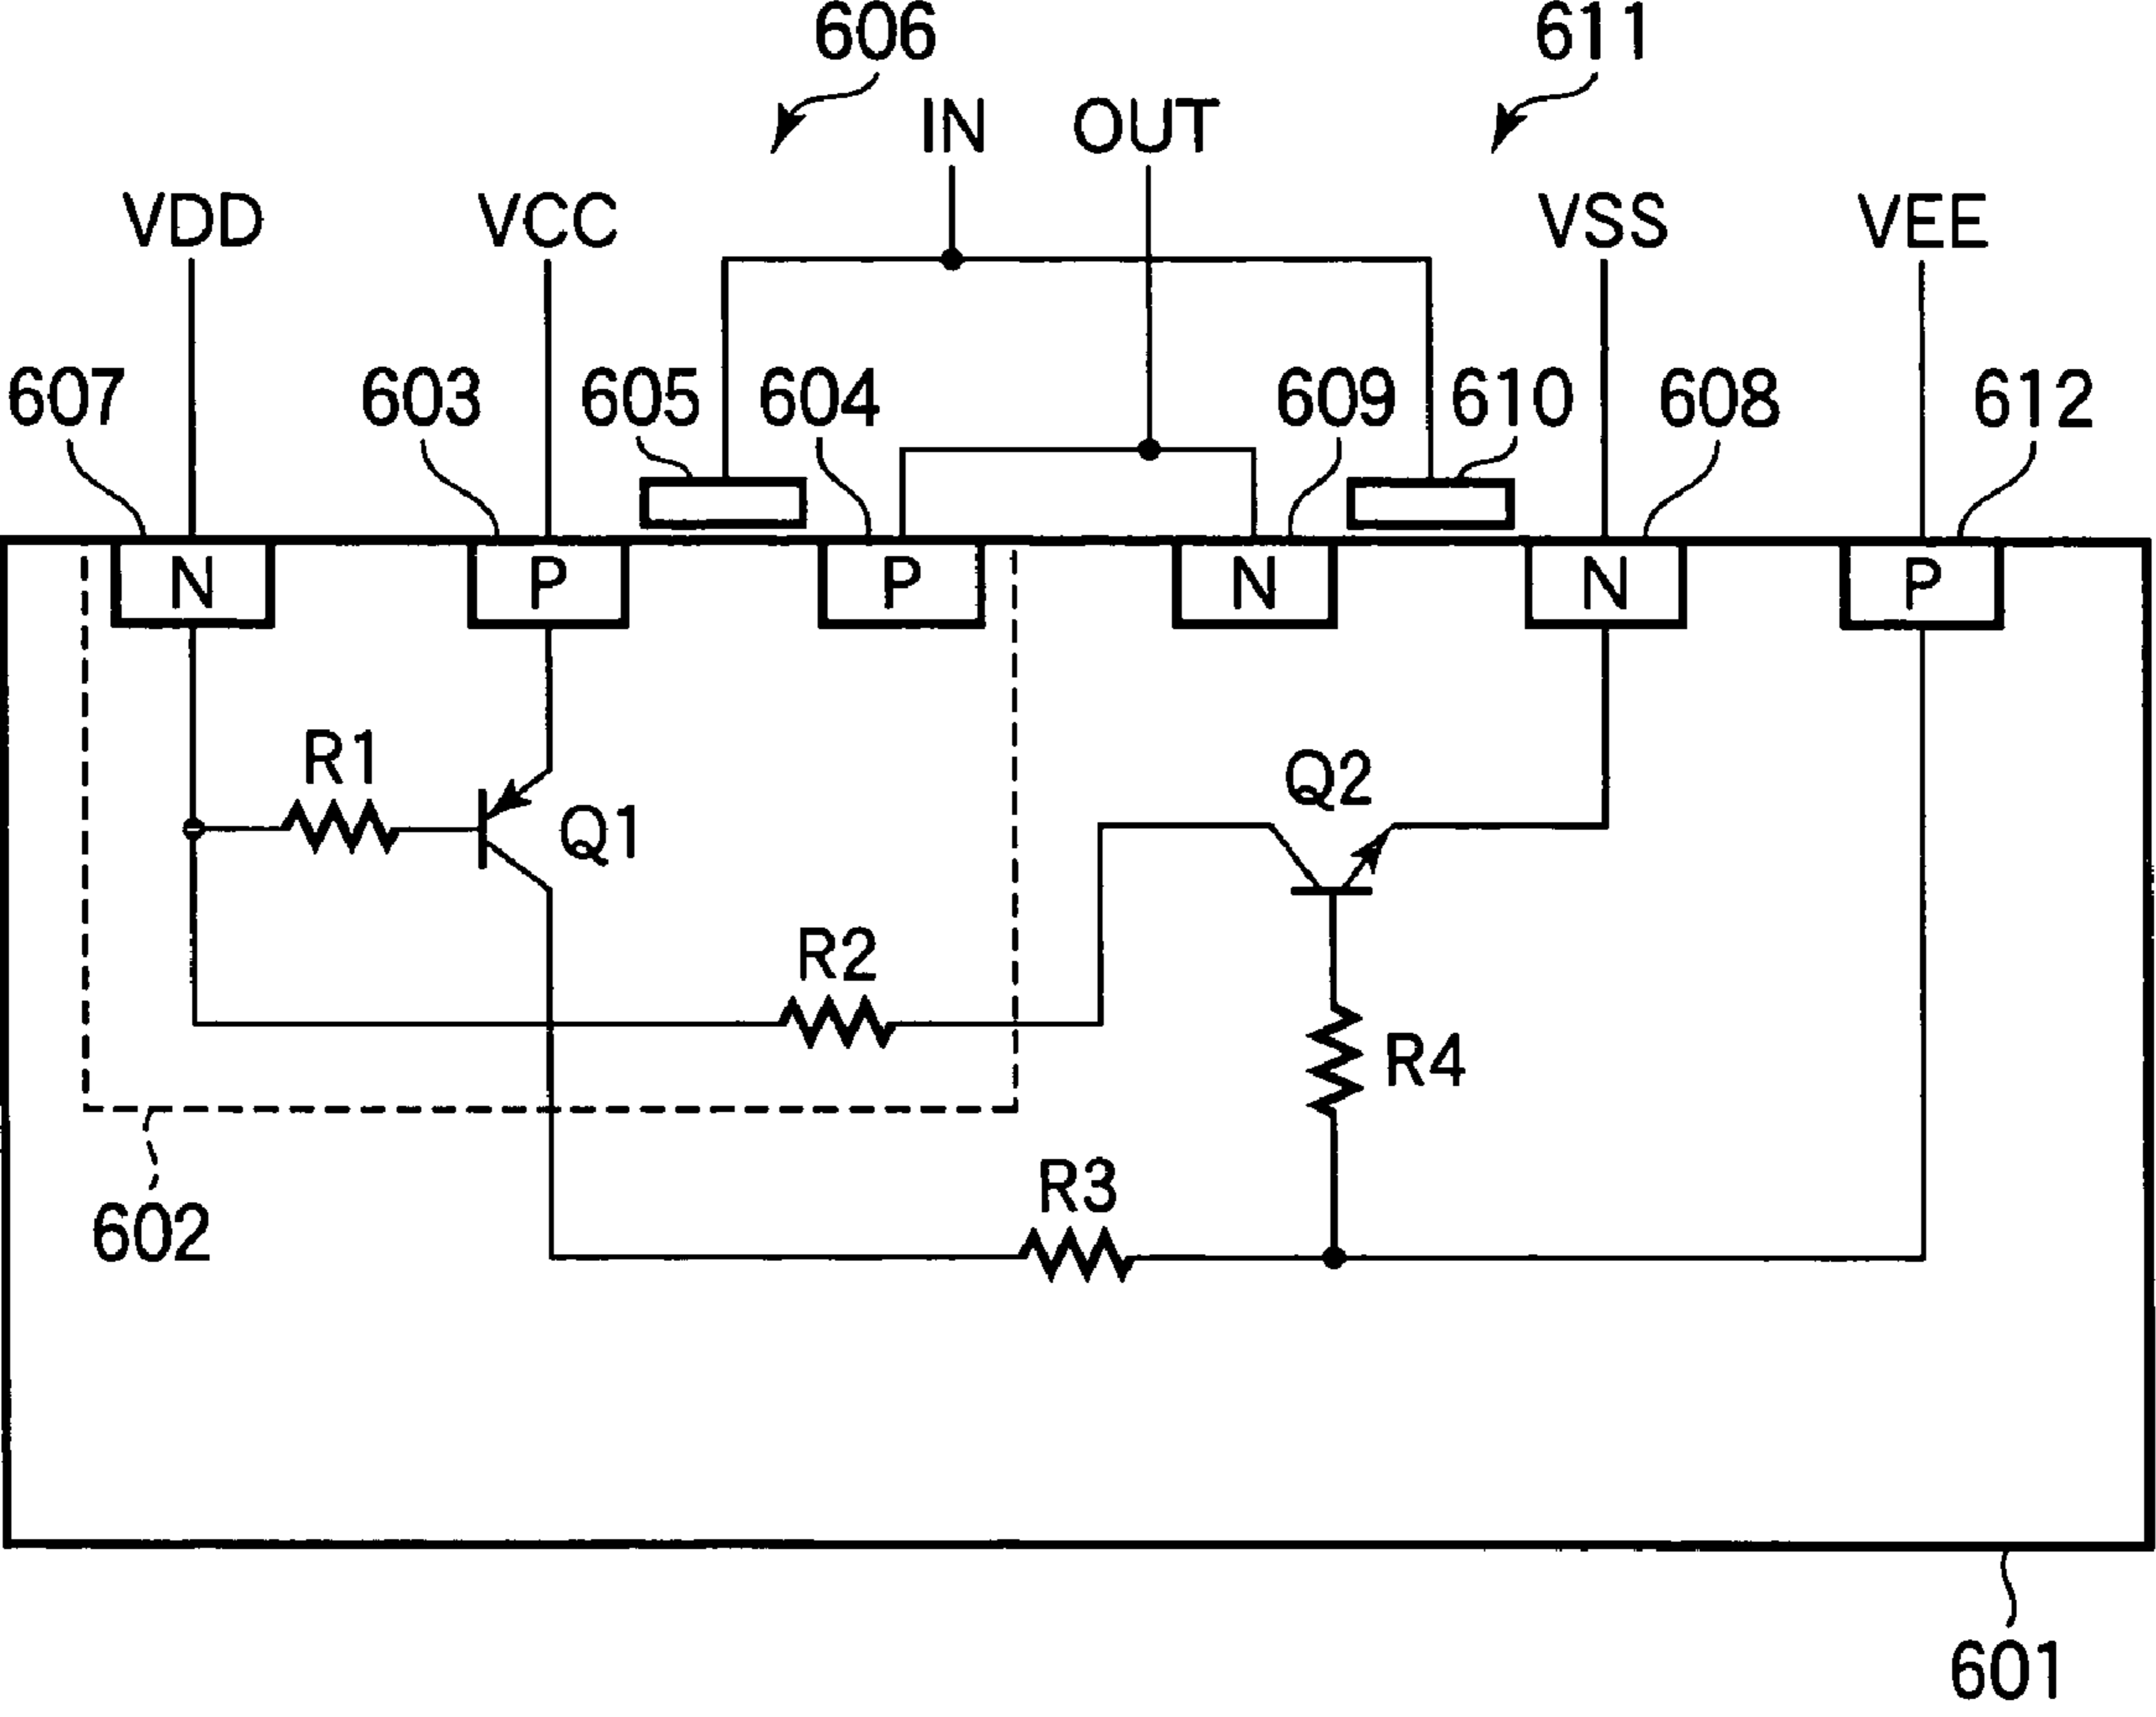 606 611
IN OUT
VDD VCC VSS VEE
607 603 605 604 609 610 608 612
N P P N N P
R1 Q1 Q2
R2
R4
R3
602
601